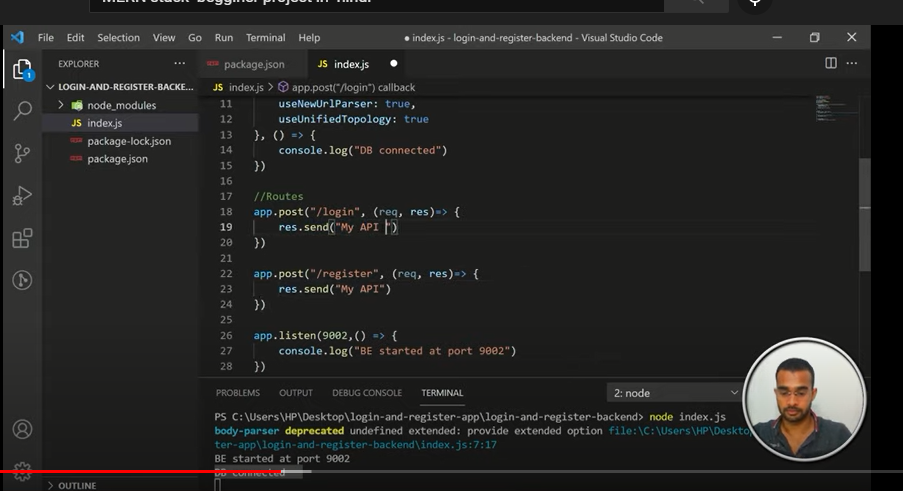 MERN stack begginer project in hindi
File Edit Selection View Go Run Terminal Help
● index.js - login-and-register-backend - Visual Studio Code
EXPLORER
package.json
JS index.js ●
LOGIN-AND-REGISTER-BACKE...
JS index.js > app.post("/login") callback
node_modules
JS index.js
package-lock.json
package.json
1
11 useNewUrlParser: true,
12 useUnifiedTopology: true
13 }, () => {
14 console.log("DB connected")
15 })
16
17 //Routes
18 app.post("/login", (req, res)=> {
19 res.send("My API ")
20 })
21
22 app.post("/register", (req, res)=> {
23 res.send("My API")
24 })
25
26 app.listen(9002,() => {
27 console.log("BE started at port 9002")
28 })
PROBLEMS OUTPUT DEBUG CONSOLE TERMINAL 2: node
PS C:\Users\HP\Desktop\login-and-register-app\login-and-register-backend> node index.js
body-parser deprecated undefined extended: provide extended option file:\C:\Users\HP\Desktop
ter-app\login-and-register-backend\index.js:7:17
BE started at port 9002
DB connected
OUTLINE